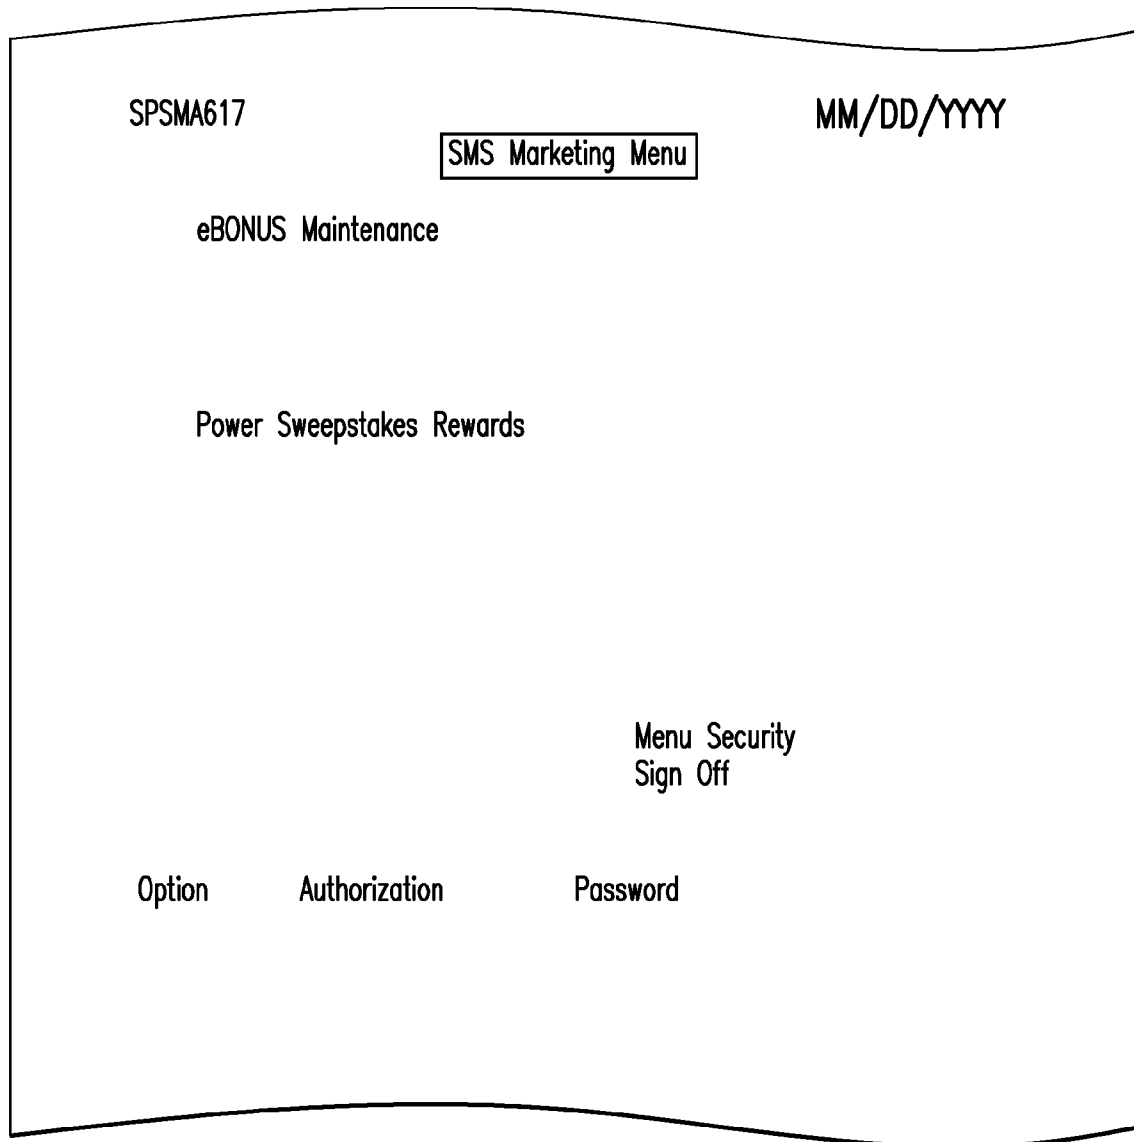 SPSMA617 MM/DD/YYYY
SMS Marketing Menu
eBONUS Maintenance
Power Sweepstakes Rewards
Menu Security
Sign Off
Option Authorization Password